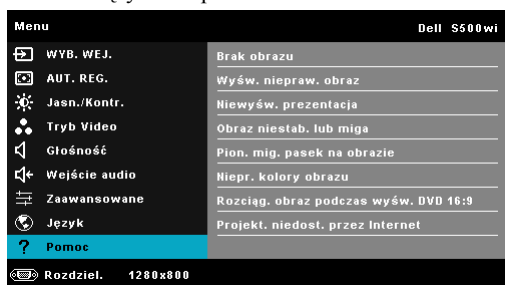 Menu Dell S500wi
WYB. WEJ.
AUT. REG.
Jasn./Kontr.
Tryb Video
Głośność
Wejście audio
Zaawansowane
Język
Pomoc
Brak obrazu
Wyśw. niepraw. obraz
Niewyśw. prezentacja
Obraz niestab. lub miga
Pion. mig. pasek na obrazie
Niepr. kolory obrazu
Rozciąg. obraz podczas wyśw. DVD 16:9
Projekt. niedost. przez Internet
Rozdziel. 1280x800